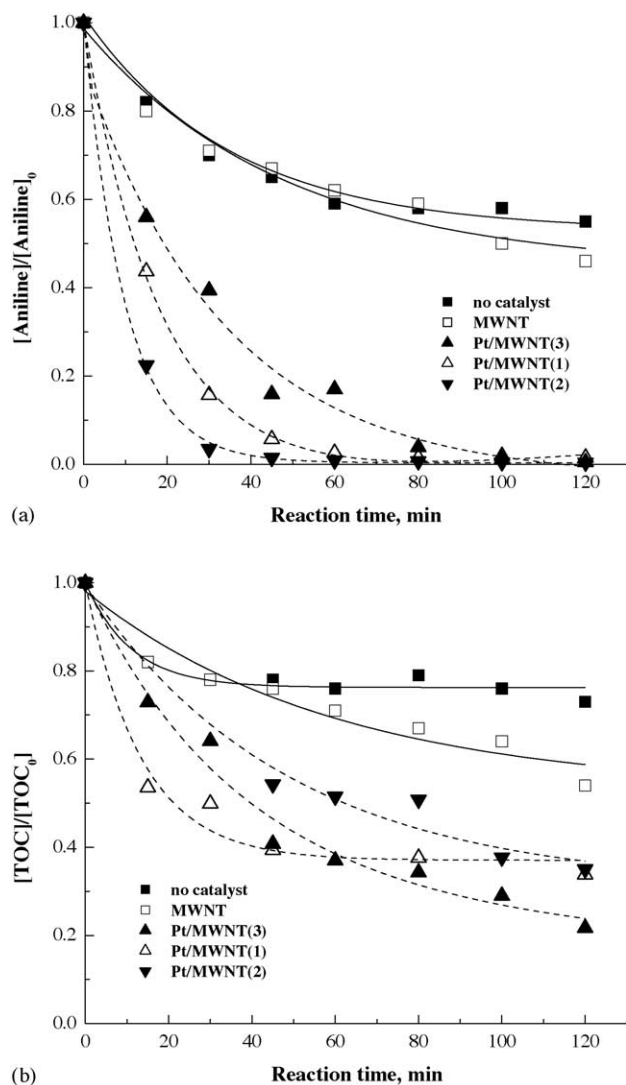 1.0
0.8
0.6
0.4
0.2
0.0
[Aniline]/[Aniline]0
no catalyst
MWNT
Pt/MWNT(3)
Pt/MWNT(1)
Pt/MWNT(2)
0 20 40 60 80 100 120
Reaction time, min
(a)
1.0
0.8
0.6
0.4
0.2
0.0
[TOC]/[TOC0]
no catalyst
MWNT
Pt/MWNT(3)
Pt/MWNT(1)
Pt/MWNT(2)
0 20 40 60 80 100 120
Reaction time, min
(b)